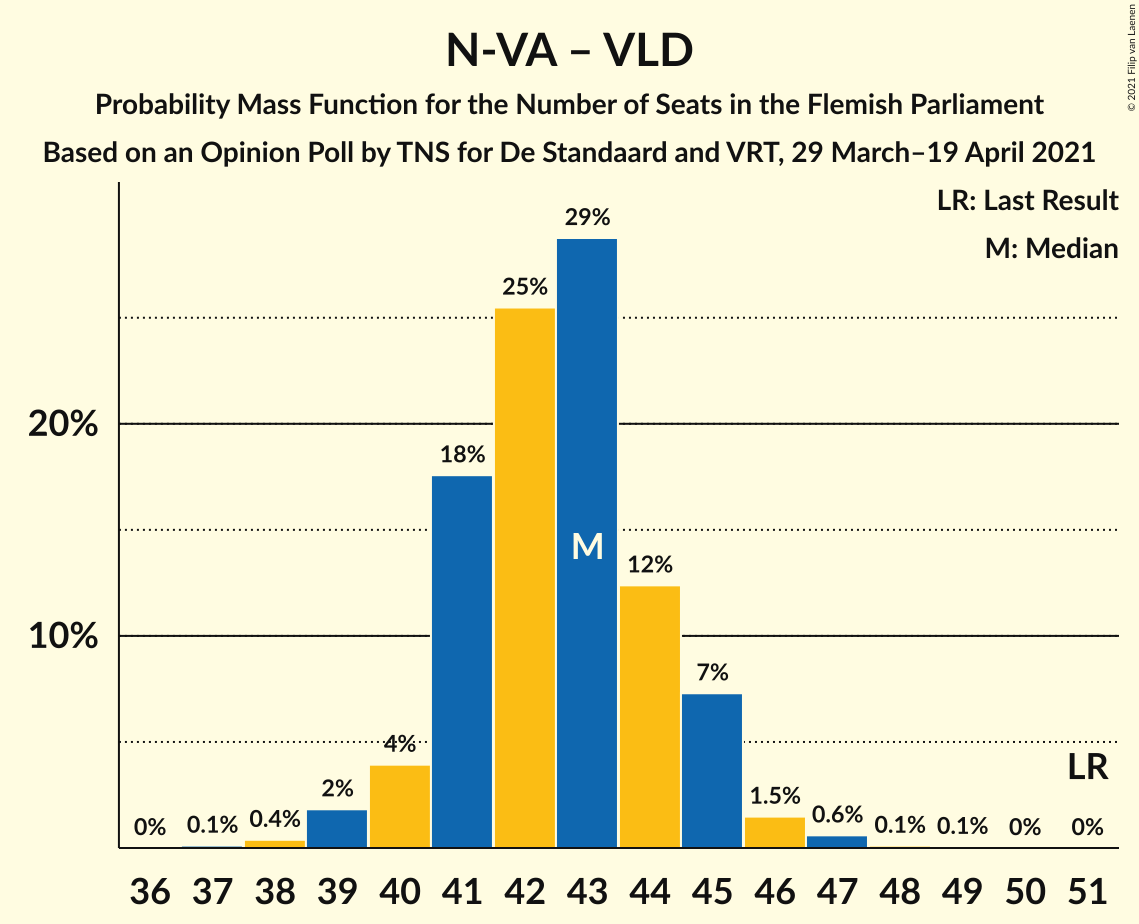 N-VA – VLD
Probability Mass Function for the Number of Seats in the Flemish Parliament
Based on an Opinion Poll by TNS for De Standaard and VRT, 29 March–19 April 2021
© 2021 Filip van Laenen
LR: Last Result
M: Median
20%
10%
0%
0.1%
0.4%
2%
4%
18%
25%
29%
M
12%
7%
1.5%
0.6%
0.1%
0.1%
0%
0%
LR
36 37 38 39 40 41 42 43 44 45 46 47 48 49 50 51